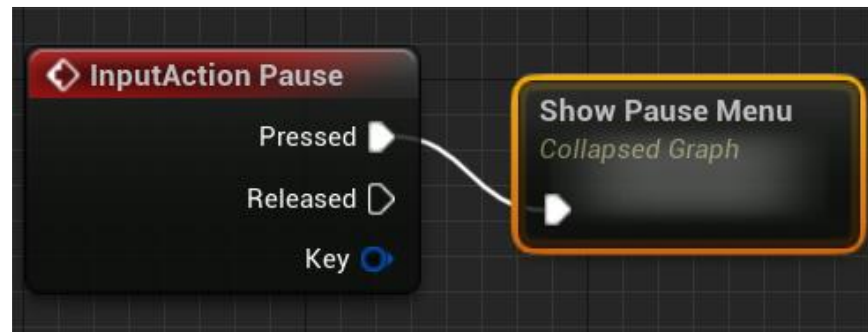 InputAction Pause
Pressed
Released
Key
Show Pause Menu
Collapsed Graph